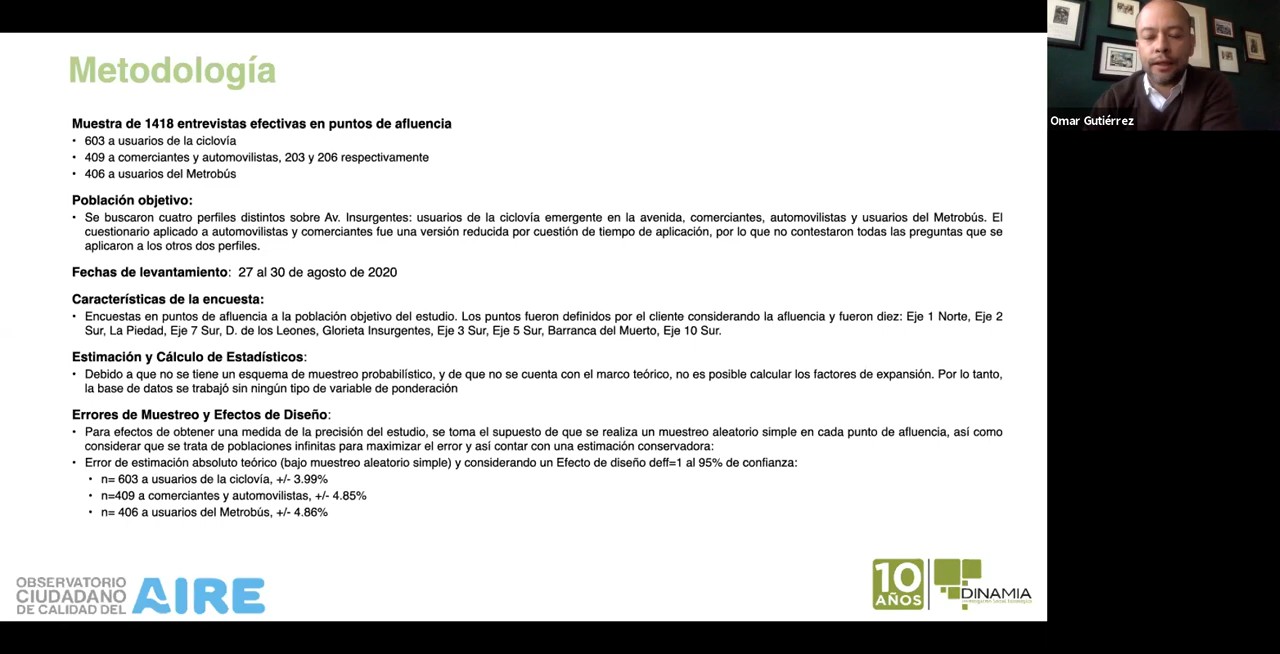 Metodología
Muestra de 1418 entrevistas efectivas en puntos de afluencia
• 603 a usuarios de la ciclovía
• 409 a comerciantes y automovilistas, 203 y 206 respectivamente
• 406 a usuarios del Metrobús
Población objetivo:
• Se buscaron cuatro perfiles distintos sobre Av. Insurgentes: usuarios de la ciclovía emergente en la avenida, comerciantes, automovilistas y usuarios del Metrobús. El
cuestionario aplicado a automovilistas y comerciantes fue una versión reducida por cuestión de tiempo de aplicación, por lo que no contestaron todas las preguntas que se
aplicaron a los otros dos perfiles.
Fechas de levantamiento: 27 al 30 de agosto de 2020
Características de la encuesta:
• Encuestas en puntos de afluencia a la población objetivo del estudio. Los puntos fueron definidos por el cliente considerando la afluencia y fueron diez: Eje 1 Norte, Eje 2
Sur, La Piedad, Eje 7 Sur, D. de los Leones, Glorieta Insurgentes, Eje 3 Sur, Eje 5 Sur, Barranca del Muerto, Eje 10 Sur.
Estimación y Cálculo de Estadísticos:
• Debido a que no se tiene un esquema de muestreo probabilístico, y de que no se cuenta con el marco teórico, no es posible calcular los factores de expansión. Por lo tanto,
la base de datos se trabajó sin ningún tipo de variable de ponderación
Errores de Muestreo y Efectos de Diseño:
• Para efectos de obtener una medida de la precisión del estudio, se toma el supuesto de que se realiza un muestreo aleatorio simple en cada punto de afluencia, así como
considerar que se trata de poblaciones infinitas para maximizar el error y así contar con una estimación conservadora:
• Error de estimación absoluto teórico (bajo muestreo aleatorio simple) y considerando un Efecto de diseño deff=1 al 95% de confianza:
• n= 603 a usuarios de la ciclovía, +/- 3.99%
• n=409 a comerciantes y automovilistas, +/- 4.85%
• n= 406 a usuarios del Metrobús, +/- 4.86%
OBSERVATORIO
CIUDADANO
DE CALIDAD DEL
AIRE
10
AÑOS
DINAMIA
Omar Gutiérrez